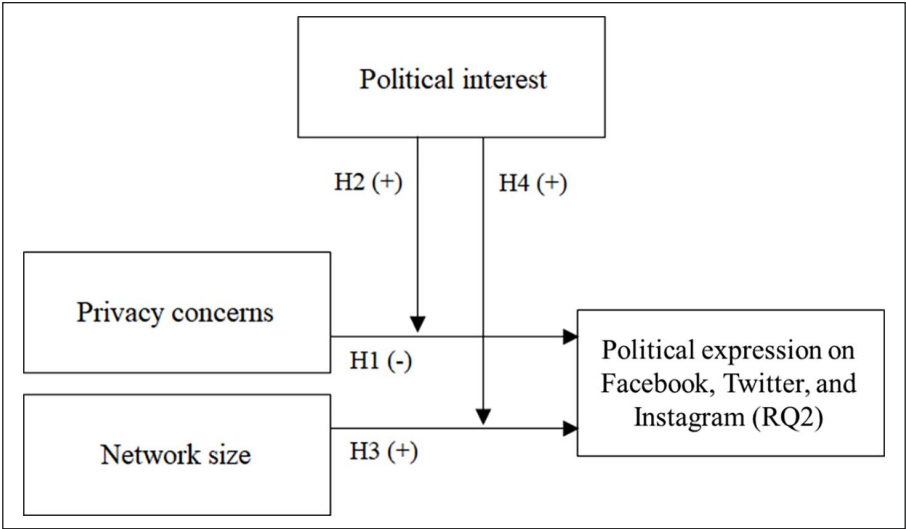 Political interest
H2 (+)
H4 (+)
Privacy concerns
H1 (-)
Political expression on
Facebook, Twitter, and
Instagram (RQ2)
Network size
H3 (+)